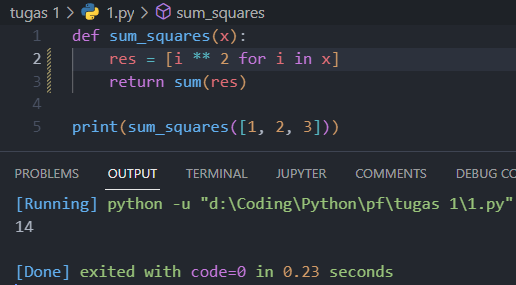 tugas 1 > 1.py > sum_squares
1 def sum_squares(x):
2     res = [i ** 2 for i in x]
3     return sum(res)
4
5 print(sum_squares([1, 2, 3]))
PROBLEMS OUTPUT TERMINAL JUPYTER COMMENTS DEBUG CO
[Running] python -u "d:\Coding\Python\pf\tugas 1\1.py"
14
[Done] exited with code=0 in 0.23 seconds